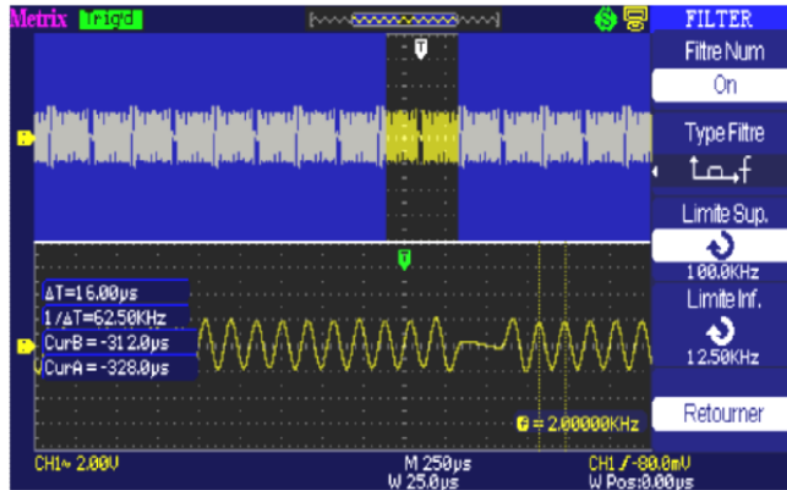 Metrix Trig'd
FILTER
Filtre Num
On
Type Filtre
f
Limite Sup.
100.0KHz
Limite Inf.
12.50KHz
Retourner
T
T
ΔT=16.00µs
1/ΔT=62.50KHz
CurB = -312.0µs
CurA = -328.0µs
= 2.00000KHz
CH1~ 2.00V
M 250µs
CH1 -80.0mV
W 25.0µs
W Pos:0.00µs